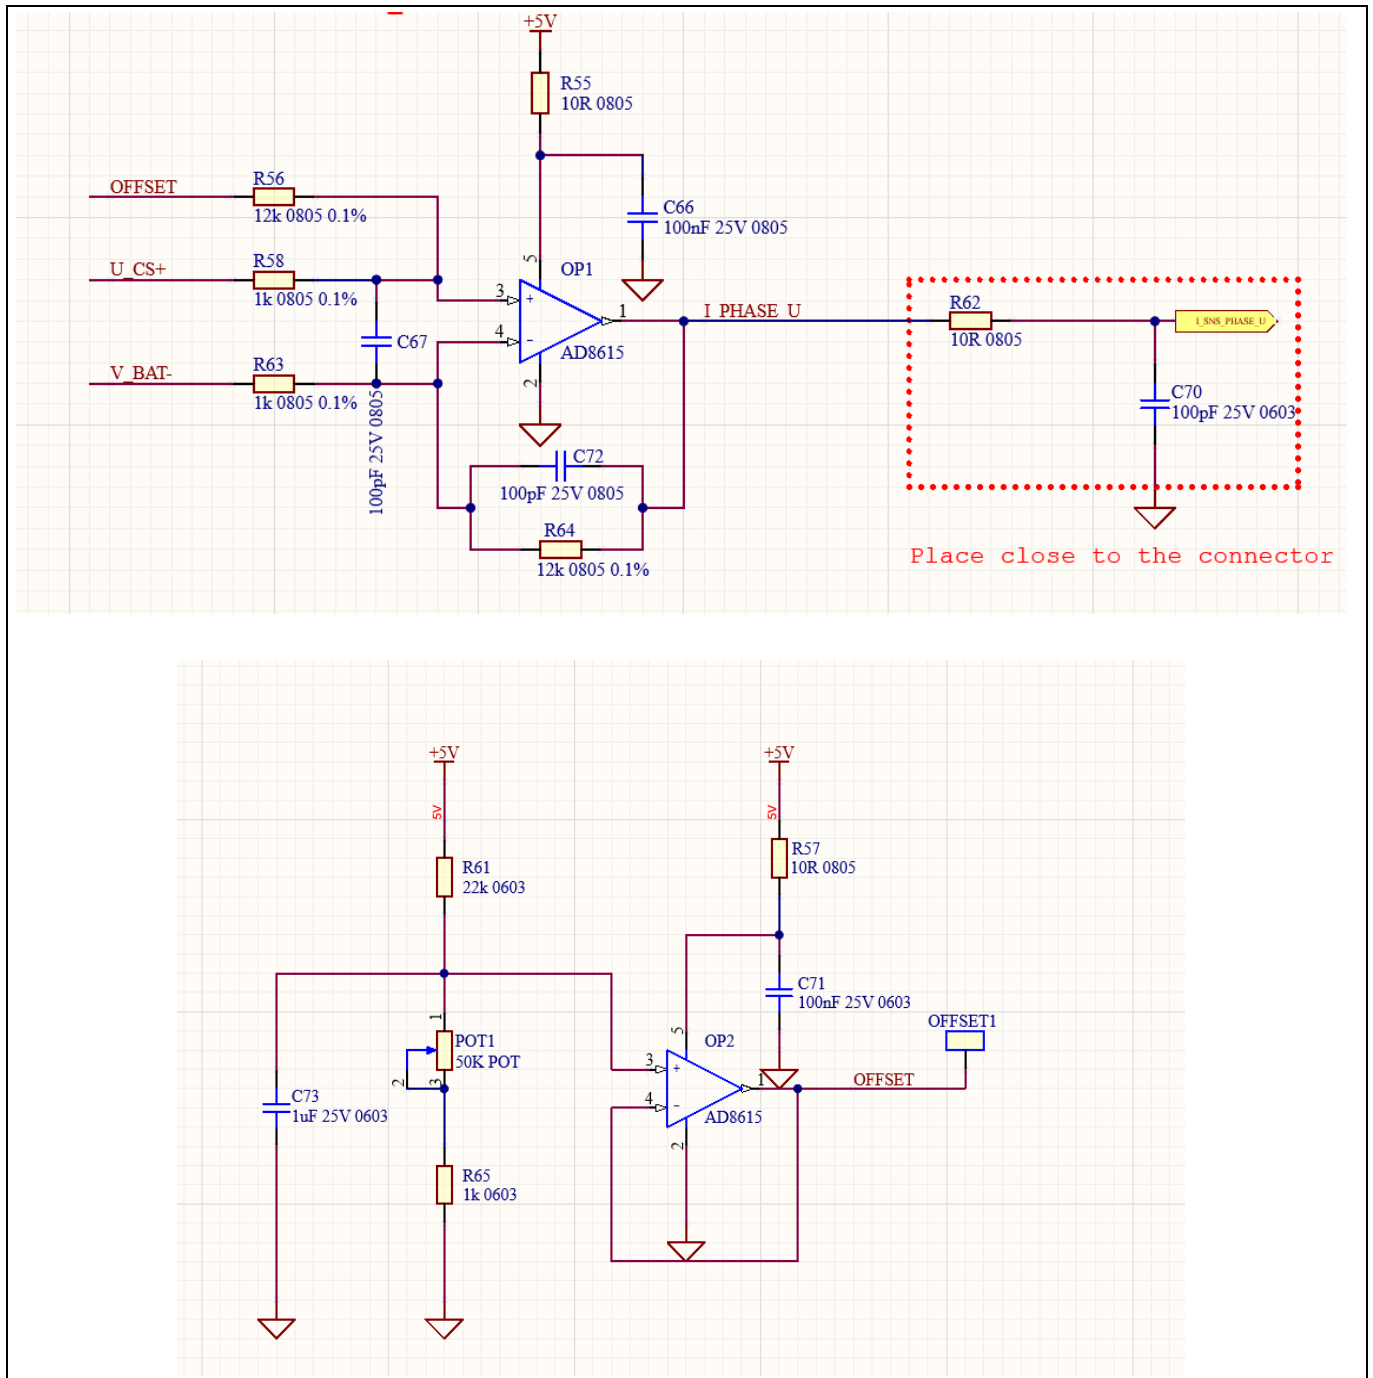 +5V
R55
10R 0805
OFFSET
R56
12k 0805 0.1%
C66
100nF 25V 0805
U_CS+
R58
1k 0805 0.1%
5
OP1
3
+
1
I_PHASE_U
R62
10R 0805
I_SNS_PHASE_U
C67
100pF 25V 0805
4
-
AD8615
2
V_BAT-
R63
1k 0805 0.1%
C70
100pF 25V 0603
C72
100pF 25V 0805
R64
12k 0805 0.1%
Place close to the connector
+5V
5V
R61
22k 0603
+5V
5V
R57
10R 0805
C71
100nF 25V 0603
OFFSET1
1
POT1
50K POT
2
3
5
OP2
3
+
1
OFFSET
4
-
AD8615
2
C73
1uF 25V 0603
R65
1k 0603